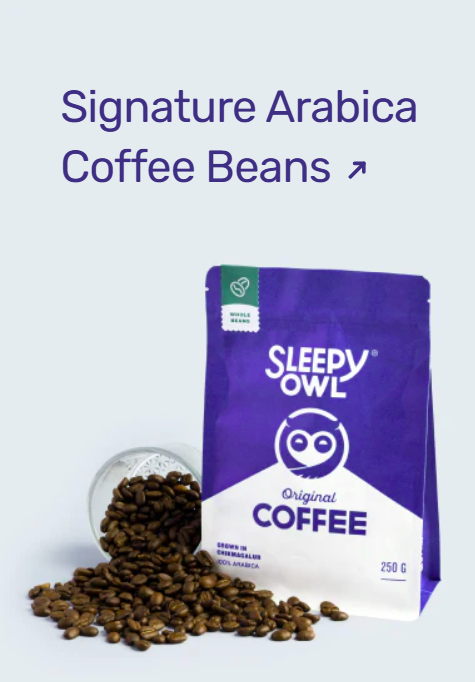 Signature Arabica
Coffee Beans ↗
WHOLE
BEANS
SLEEPY®
OWL
Original
COFFEE
GROWN IN
CHIKMAGALUR
100% ARABICA
250 G